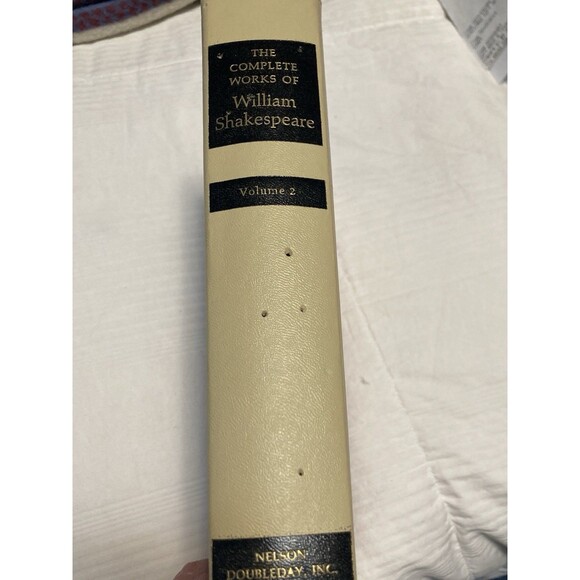 THE
COMPLETE
WORKS OF
William
Shakespeare
Volume 2
NELSON
DOUBLEDAY, INC.